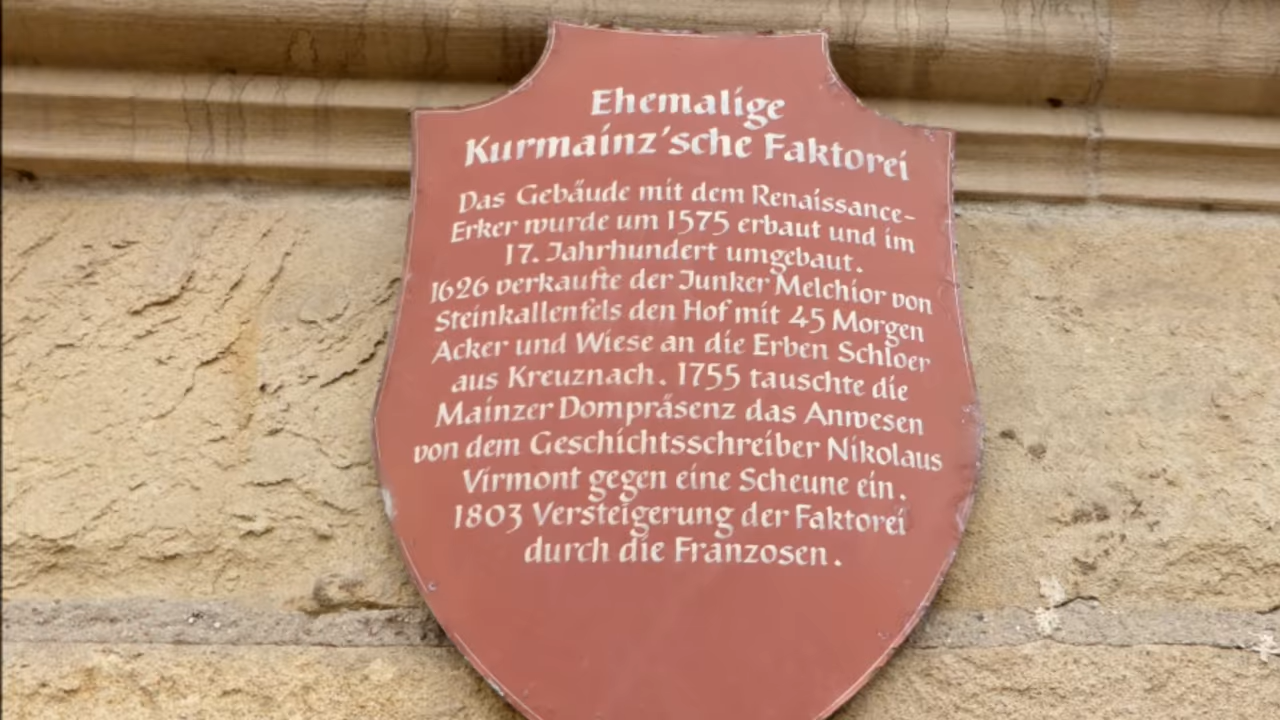 Ehemalige
Kurmainz'sche Faktorei
Das Gebäude mit dem Renaissance-
Erker wurde um 1575 erbaut und im
17. Jahrhundert umgebaut.
1626 verkaufte der Junker Melchior von
Steinkallenfels den Hof mit 45 Morgen
Acker und Wiese an die Erben Schloer
aus Kreuznach. 1755 tauschte die
Mainzer Dompräsenz das Anwesen
von dem Geschichtsschreiber Nikolaus
Virmont gegen eine Scheune ein.
1803 Versteigerung der Faktorei
durch die Franzosen.